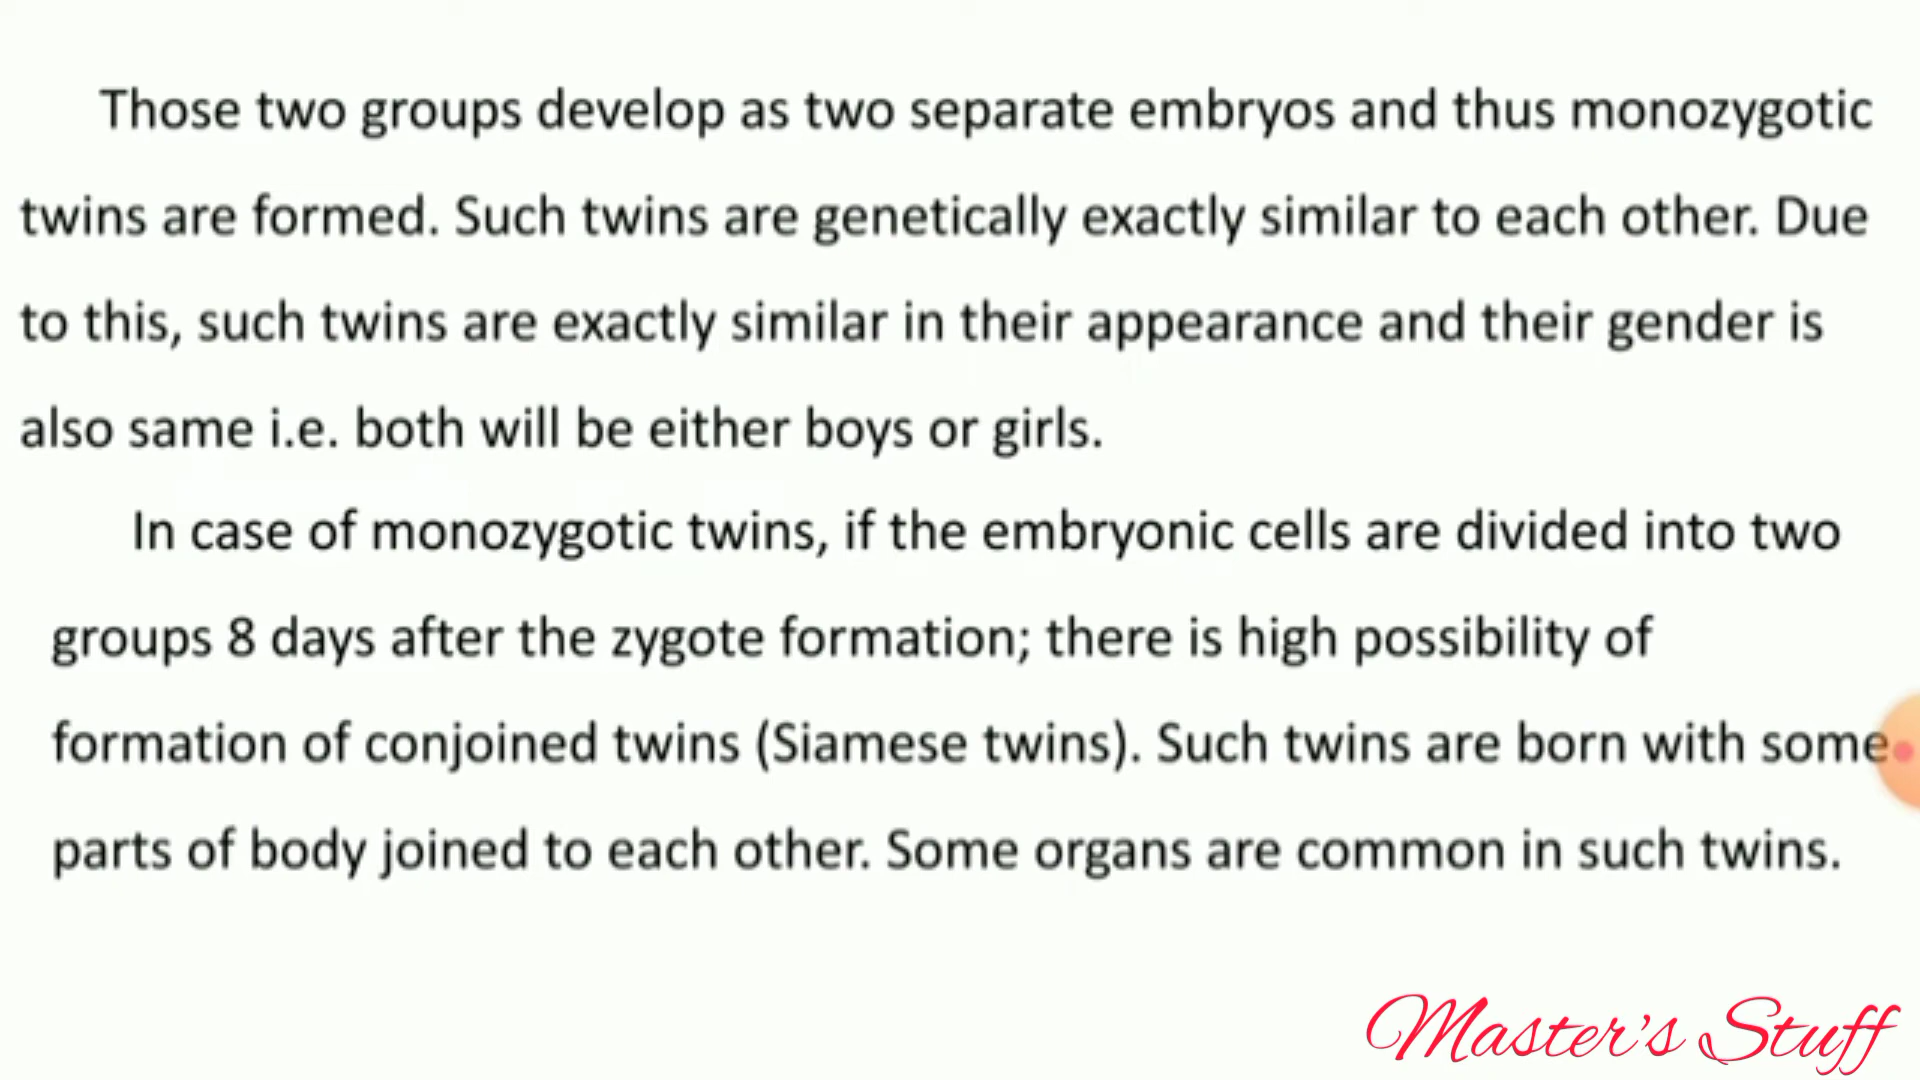 Those two groups develop as two separate embryos and thus monozygotic
twins are formed. Such twins are genetically exactly similar to each other. Due
to this, such twins are exactly similar in their appearance and their gender is
also same i.e. both will be either boys or girls.
In case of monozygotic twins, if the embryonic cells are divided into two
groups 8 days after the zygote formation; there is high possibility of
formation of conjoined twins (Siamese twins). Such twins are born with some
parts of body joined to each other. Some organs are common in such twins.
Master's Stuff